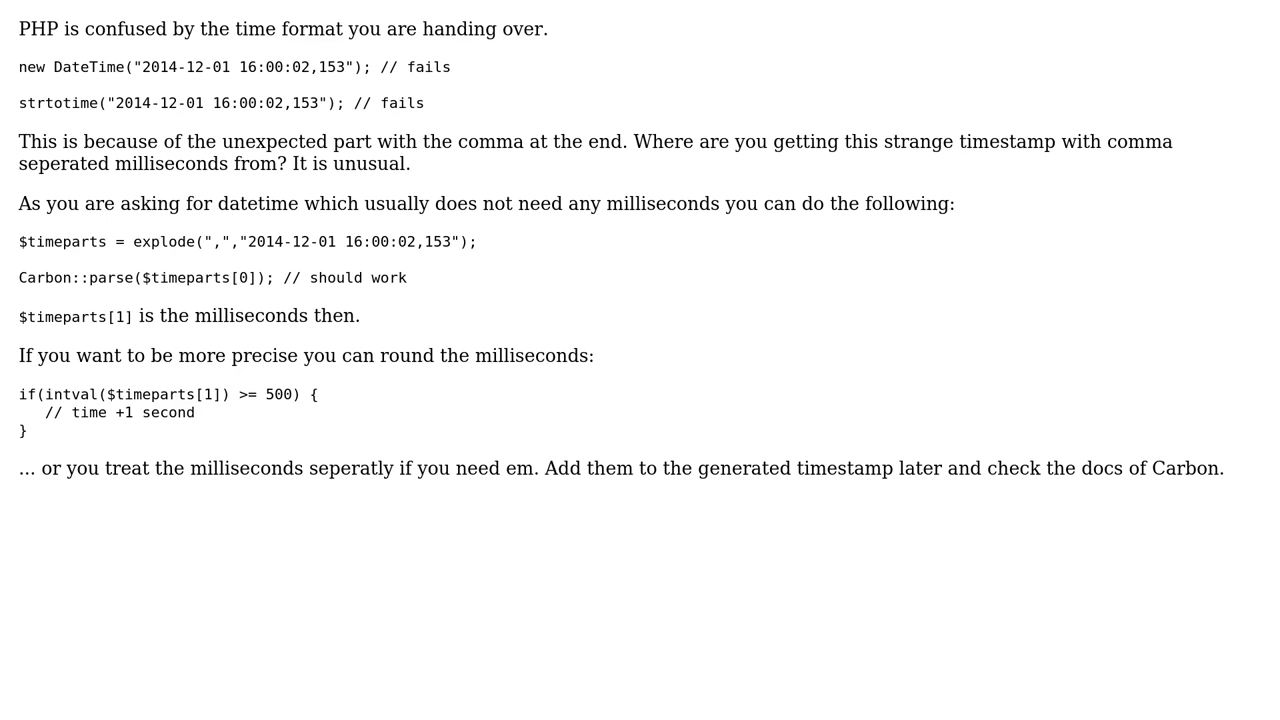 PHP is confused by the time format you are handing over.
new DateTime("2014-12-01 16:00:02,153"); // fails
strtotime("2014-12-01 16:00:02,153"); // fails
This is because of the unexpected part with the comma at the end. Where are you getting this strange timestamp with comma
seperated milliseconds from? It is unusual.
As you are asking for datetime which usually does not need any milliseconds you can do the following:
$timeparts = explode(",","2014-12-01 16:00:02,153");
Carbon::parse($timeparts[0]); // should work
$timeparts[1] is the milliseconds then.
If you want to be more precise you can round the milliseconds:
if(intval($timeparts[1]) >= 500) {
   // time +1 second
}
... or you treat the milliseconds seperatly if you need em. Add them to the generated timestamp later and check the docs of Carbon.